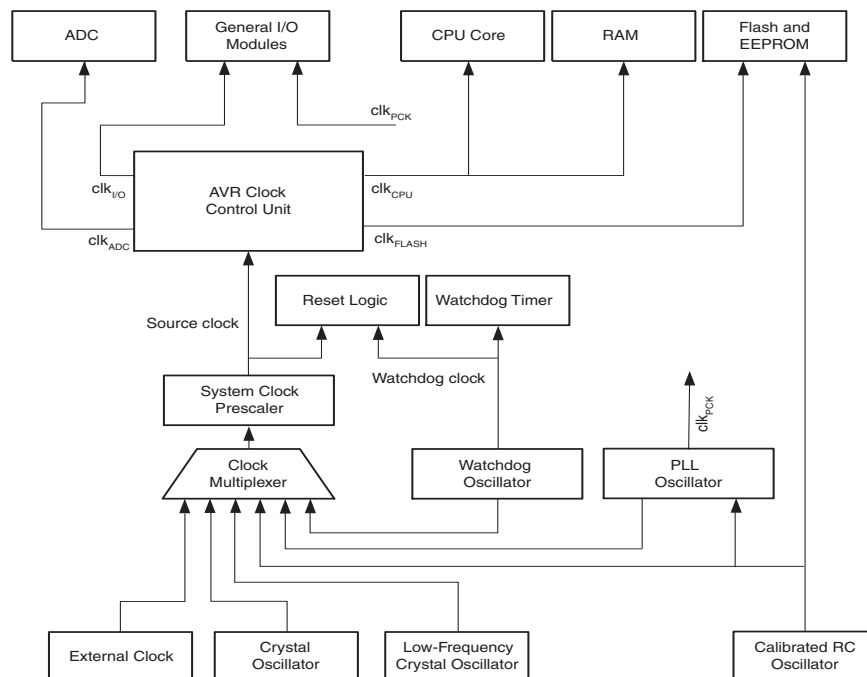 ADC
General I/O
Modules
CPU Core
RAM
Flash and
EEPROM
clkPCK
clkI/O
AVR Clock
Control Unit
clkCPU
clkADC
clkFLASH
Reset Logic
Watchdog Timer
Source clock
Watchdog clock
System Clock
Prescaler
clkPCK
Clock
Multiplexer
Watchdog
Oscillator
PLL
Oscillator
External Clock
Crystal
Oscillator
Low-Frequency
Crystal Oscillator
Calibrated RC
Oscillator